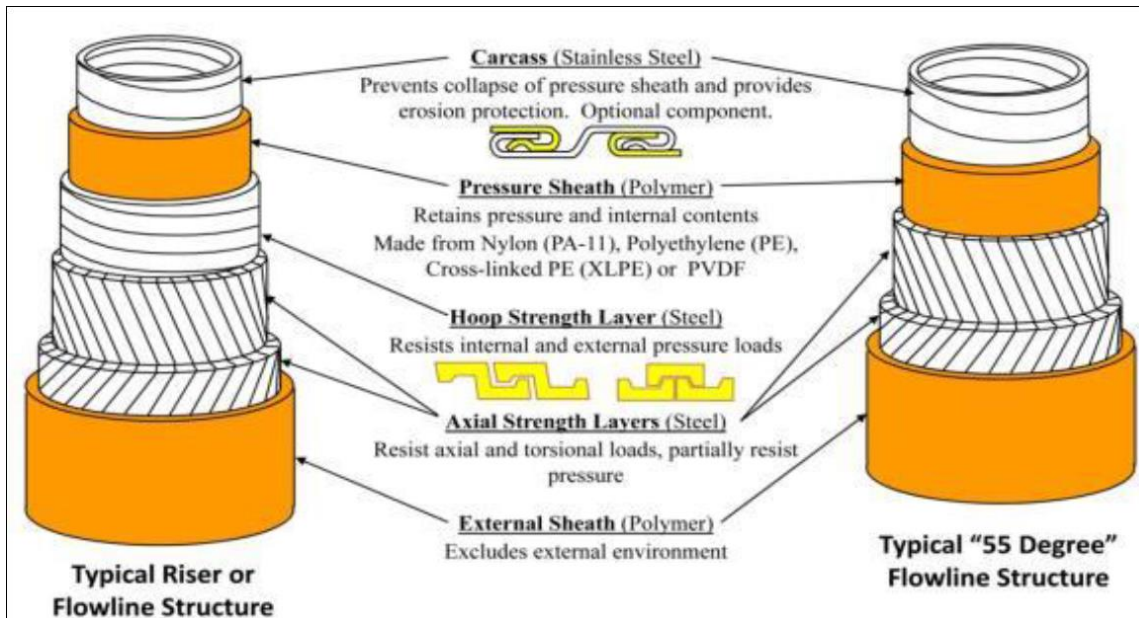 Carcass (Stainless Steel)
Prevents collapse of pressure sheath and provides
erosion protection.  Optional component.
Pressure Sheath (Polymer)
Retains pressure and internal contents
Made from Nylon (PA-11), Polyethylene (PE),
Cross-linked PE (XLPE) or  PVDF
Hoop Strength Layer (Steel)
Resists internal and external pressure loads
Axial Strength Layers (Steel)
Resist axial and torsional loads, partially resist
pressure
External Sheath (Polymer)
Excludes external environment
Typical Riser or
Flowline Structure
Typical “55 Degree”
Flowline Structure